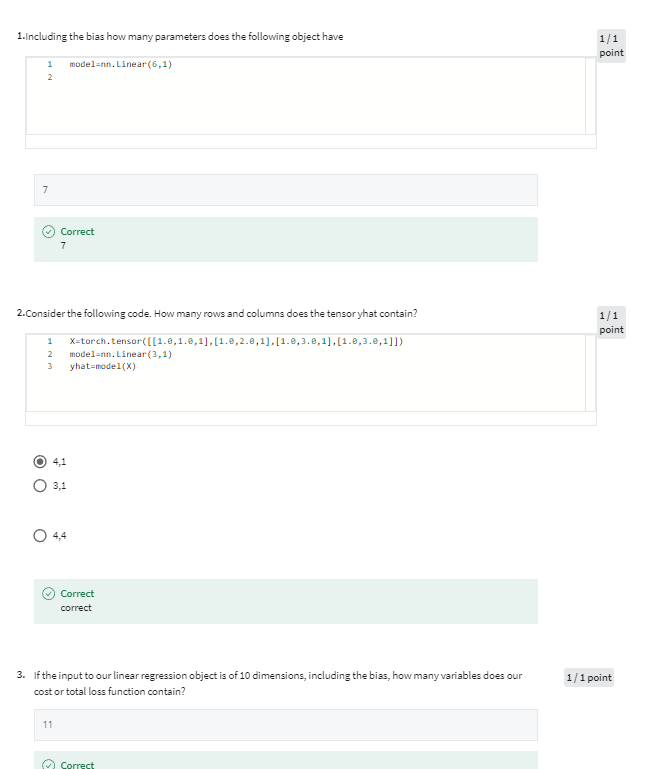 1.Including the bias how many parameters does the following object have
1/1
point
1 model=nn.Linear(6,1)
2
7
Correct
7
2.Consider the following code. How many rows and columns does the tensor yhat contain?
1/1
point
1 X=torch.tensor([[1.0,1.0,1],[1.0,2.0,1],[1.0,3.0,1],[1.0,3.0,1]])
2 model=nn.Linear(3,1)
3 yhat=model(X)
4,1
3,1
4,4
Correct
correct
3. If the input to our linear regression object is of 10 dimensions, including the bias, how many variables does our
cost or total loss function contain?
1/1 point
11
Correct